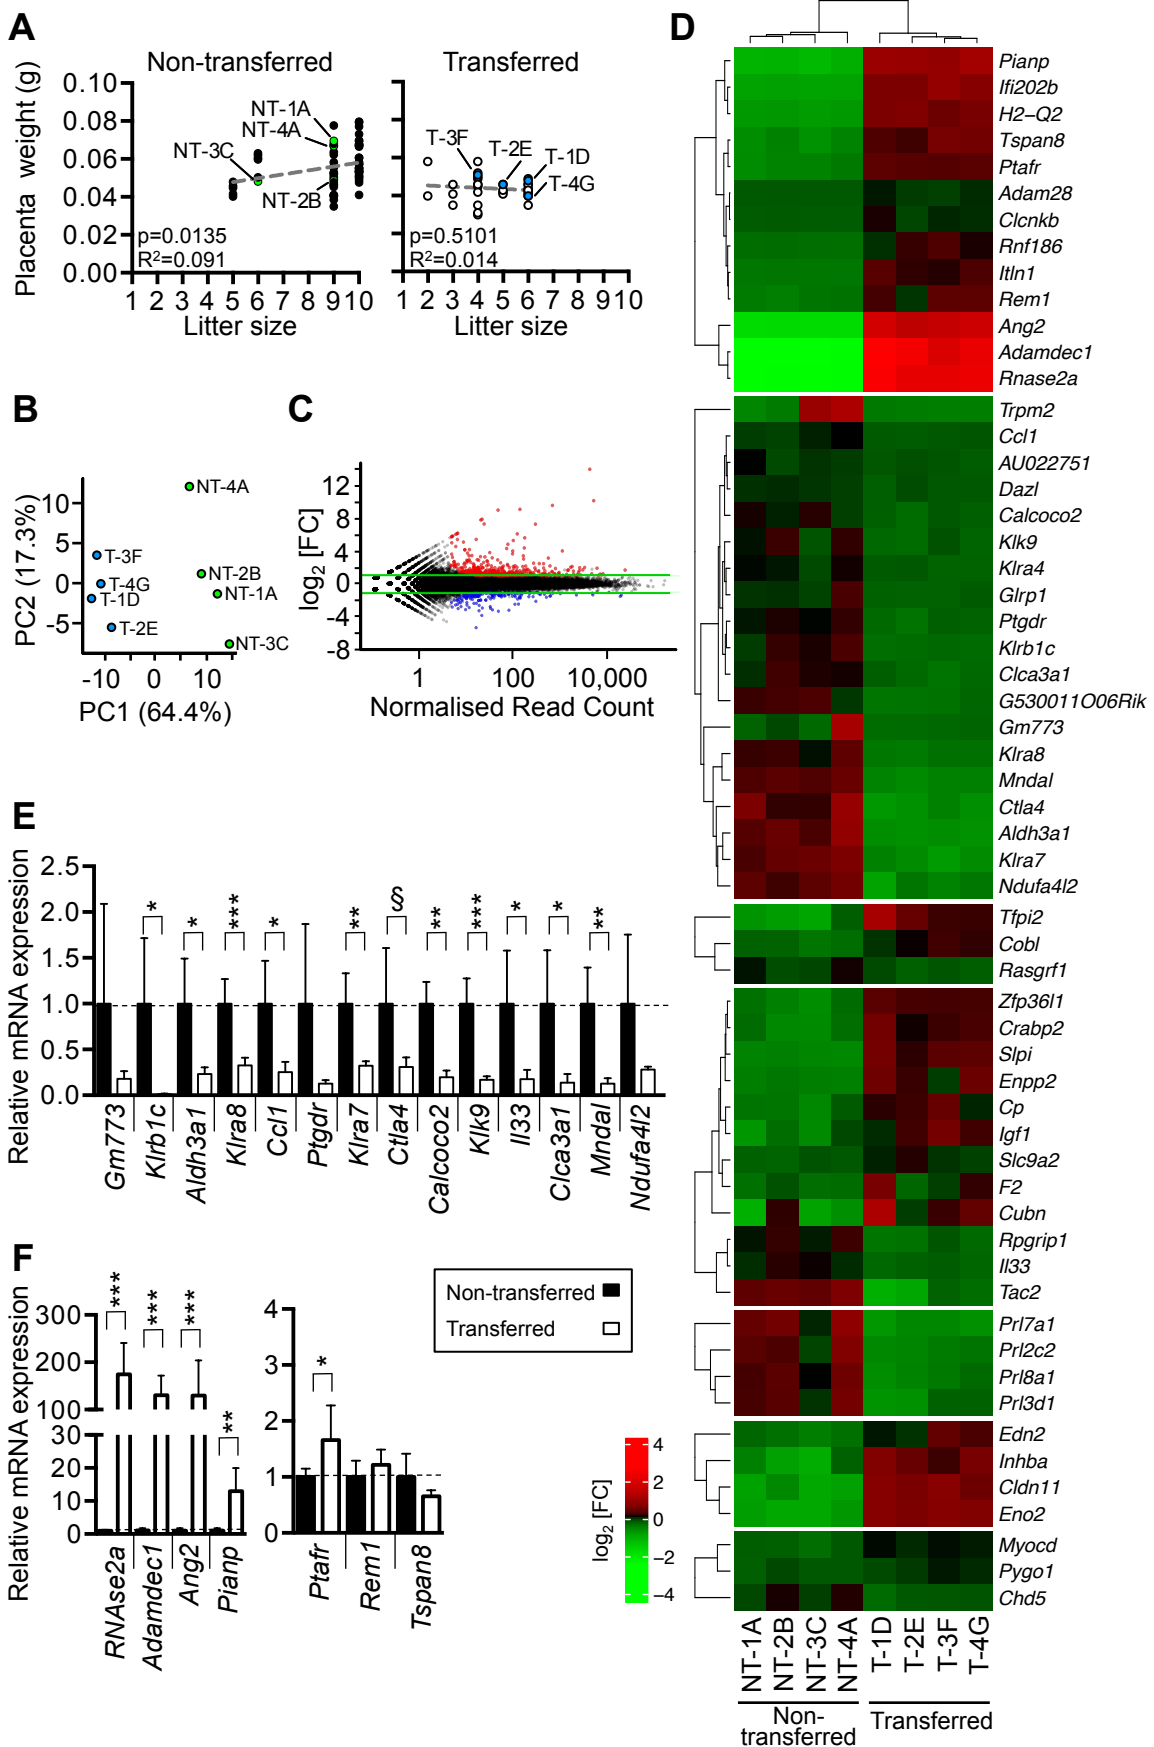 A
Non-transferred
Transferred
Placenta weight (g)
0.10
0.08
0.06
0.04
0.02
0.00
NT-1A
NT-4A
NT-3C
NT-2B
p=0.0135
R²=0.091
1 2 3 4 5 6 7 8 9 10
Litter size
T-3F
T-2E
T-1D
T-4G
p=0.5101
R²=0.014
1 2 3 4 5 6 7 8 9 10
Litter size
B
PC2 (17.3%)
10
5
0
-5
NT-4A
T-3F
NT-2B
T-4G
NT-1A
T-1D
T-2E
NT-3C
-10 0 10
PC1 (64.4%)
C
log₂ [FC]
12
8
4
0
-4
-8
1 100 10,000
Normalised Read Count
D
Pianp
Ifi202b
H2−Q2
Tspan8
Ptafr
Adam28
Clcnkb
Rnf186
Itln1
Rem1
Ang2
Adamdec1
Rnase2a
Trpm2
Ccl1
AU022751
Dazl
Calcoco2
Klk9
Klra4
Glrp1
Ptgdr
Klrb1c
Clca3a1
G530011O06Rik
Gm773
Klra8
Mndal
Ctla4
Aldh3a1
Klra7
Ndufa4l2
Tfpi2
Cobl
Rasgrf1
Zfp36l1
Crabp2
Slpi
Enpp2
Cp
Igf1
Slc9a2
F2
Cubn
Rpgrip1
Il33
Tac2
Prl7a1
Prl2c2
Prl8a1
Prl3d1
Edn2
Inhba
Cldn11
Eno2
Myocd
Pygo1
Chd5
log₂ [FC]
4
2
0
−2
−4
NT-1A
NT-2B
NT-3C
NT-4A
T-1D
T-2E
T-3F
T-4G
Non-
transferred
Transferred
E
Relative mRNA expression
2.5
2.0
1.5
1.0
0.5
0.0
*
*
***
*
**
§
**
***
*
*
**
Gm773
Klrb1c
Aldh3a1
Klra8
Ccl1
Ptgdr
Klra7
Ctla4
Calcoco2
Klk9
Il33
Clca3a1
Mndal
Ndufa4l2
F
Relative mRNA expression
300
200
100
30
20
10
0
***
***
***
**
RNAse2a
Adamdec1
Ang2
Pianp
4
3
2
1
0
*
Ptafr
Rem1
Tspan8
Non-transferred
Transferred